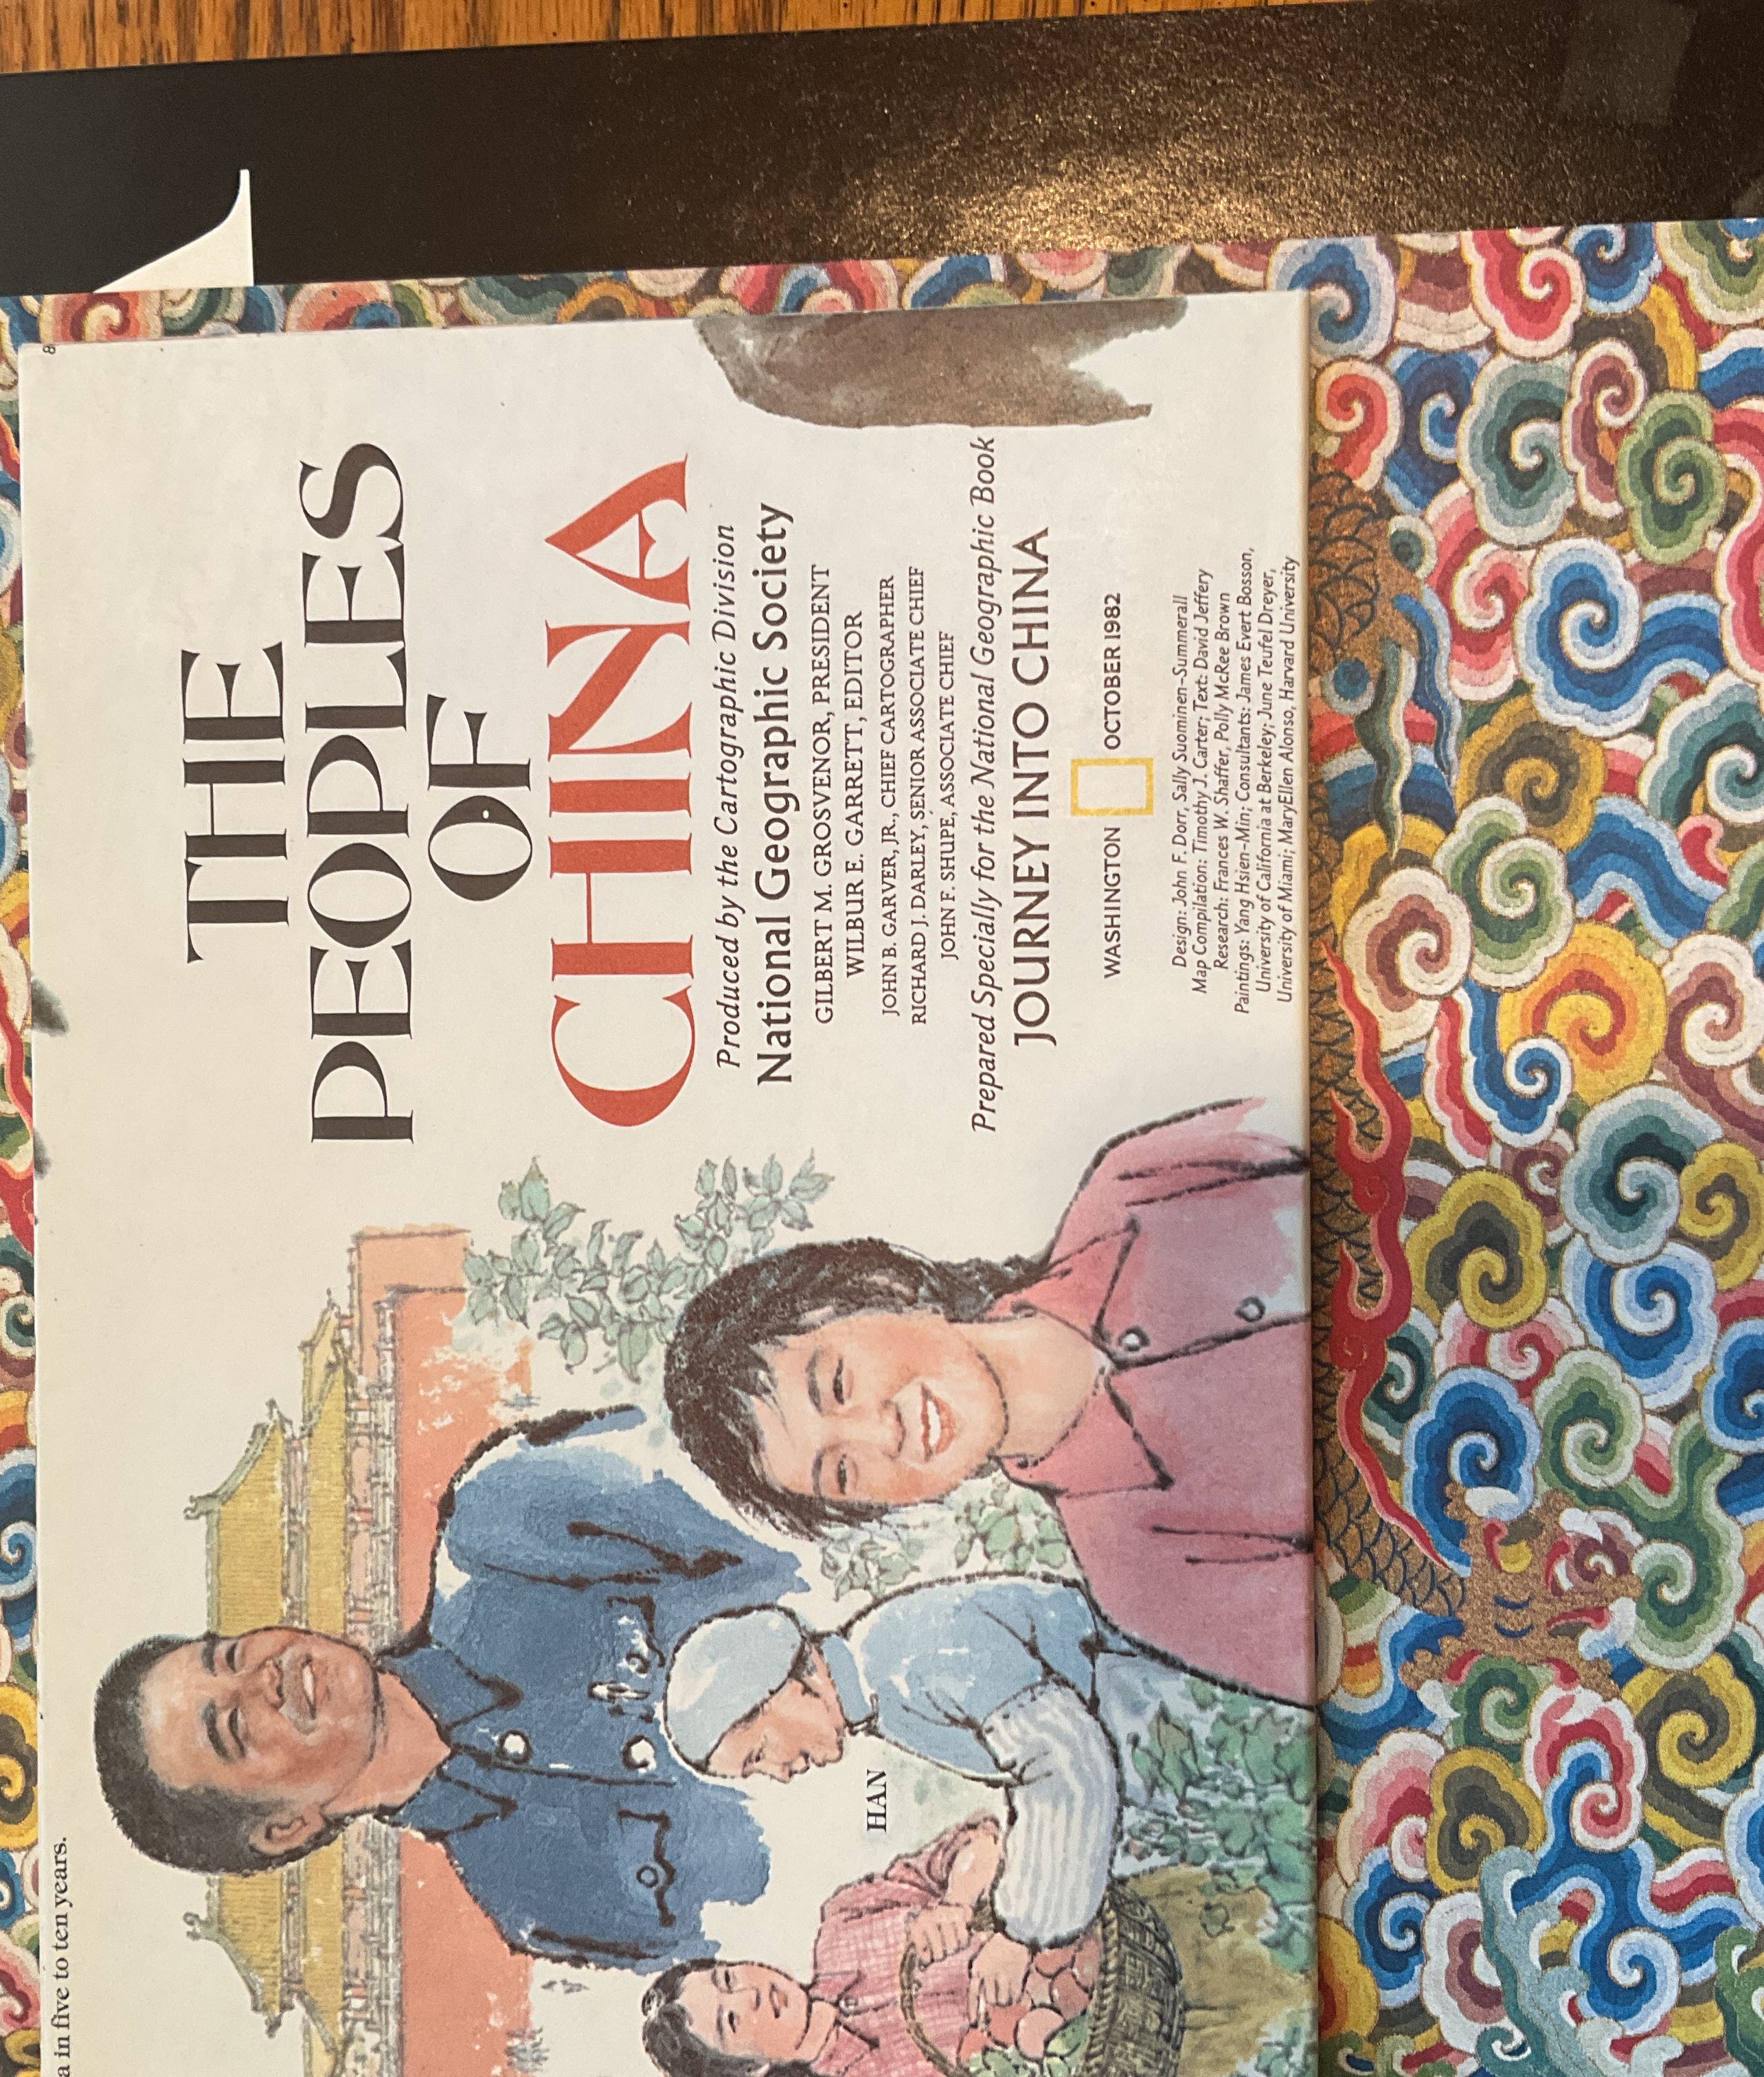 THE
PEOPLES
OF
CHINA
Produced by the Cartographic Division
National Geographic Society
GILBERT M. GROSVENOR, PRESIDENT
WILBUR E. GARRETT, EDITOR
JOHN B. GARVER, JR., CHIEF CARTOGRAPHER
RICHARD J. DARLEY, SENIOR ASSOCIATE CHIEF
JOHN F. SHUPE, ASSOCIATE CHIEF
Prepared Specially for the National Geographic Book
JOURNEY INTO CHINA
WASHINGTON OCTOBER 1982
Design: John F. Dorr, Sally Suominen-Summerall
Map Compilation: Timothy J. Carter; Text: David Jeffery
Research: Frances W. Shaffer, Polly McRee Brown
Paintings: Yang Hsien-Min; Consultants: James Evert Bosson,
University of California at Berkeley; June Teufel Dreyer,
University of Miami; MaryEllen Alonso, Harvard University
HAN
a in five to ten years.
8